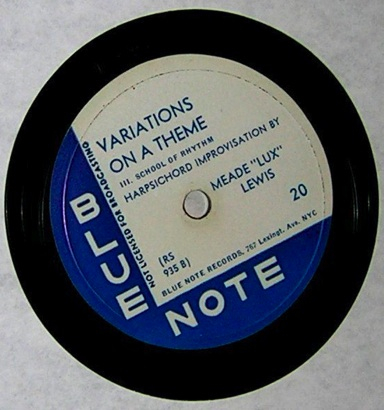 VARIATIONS
ON A THEME
III. SCHOOL OF RHYTHM
HARPSICHORD IMPROVISATION BY
MEADE "LUX"
LEWIS
20
NOT LICENSED FOR BROADCASTING
(RS
935 B)
BLUE NOTE RECORDS, 767 Lexingt. Ave. NYC
BLUE
NOTE